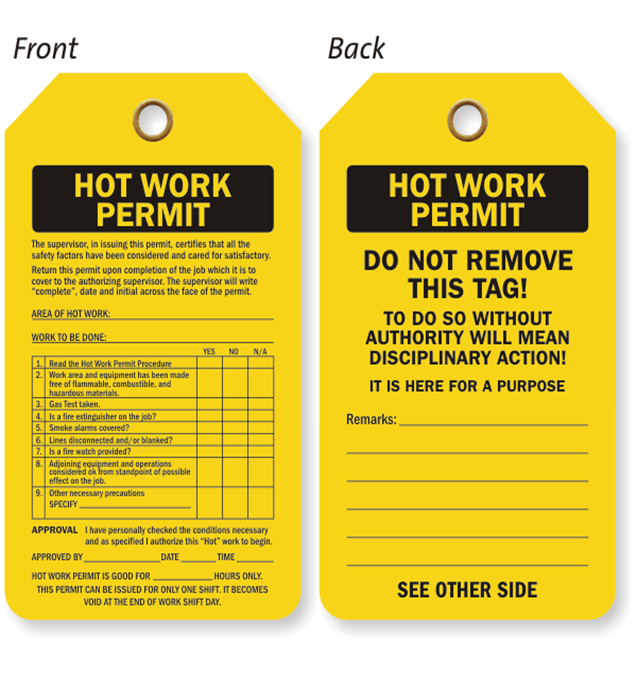 Front
HOT WORK
PERMIT
The supervisor, in issuing this permit, certifies that all the
safety factors have been considered and cared for satisfactory.
Return this permit upon completion of the job which it is to
cover to the authorizing supervisor. The supervisor will write
“complete”, date and initial across the face of the permit.
AREA OF HOT WORK:
WORK TO BE DONE:
YES NO N/A
1. Read the Hot Work Permit Procedure
2. Work area and equipment has been made
free of flammable, combustible, and
hazardous materials.
3. Gas Test taken.
4. Is a fire extinguisher on the job?
5. Smoke alarms covered?
6. Lines disconnected and/or blanked?
7. Is a fire watch provided?
8. Adjoining equipment and operations
considered ok from standpoint of possible
effect on the job.
9. Other necessary precautions
SPECIFY
APPROVAL I have personally checked the conditions necessary
and as specified I authorize this “Hot” work to begin.
APPROVED BY DATE TIME
HOT WORK PERMIT IS GOOD FOR HOURS ONLY.
THIS PERMIT CAN BE ISSUED FOR ONLY ONE SHIFT. IT BECOMES
VOID AT THE END OF WORK SHIFT DAY.
Back
HOT WORK
PERMIT
DO NOT REMOVE
THIS TAG!
TO DO SO WITHOUT
AUTHORITY WILL MEAN
DISCIPLINARY ACTION!
IT IS HERE FOR A PURPOSE
Remarks:
SEE OTHER SIDE